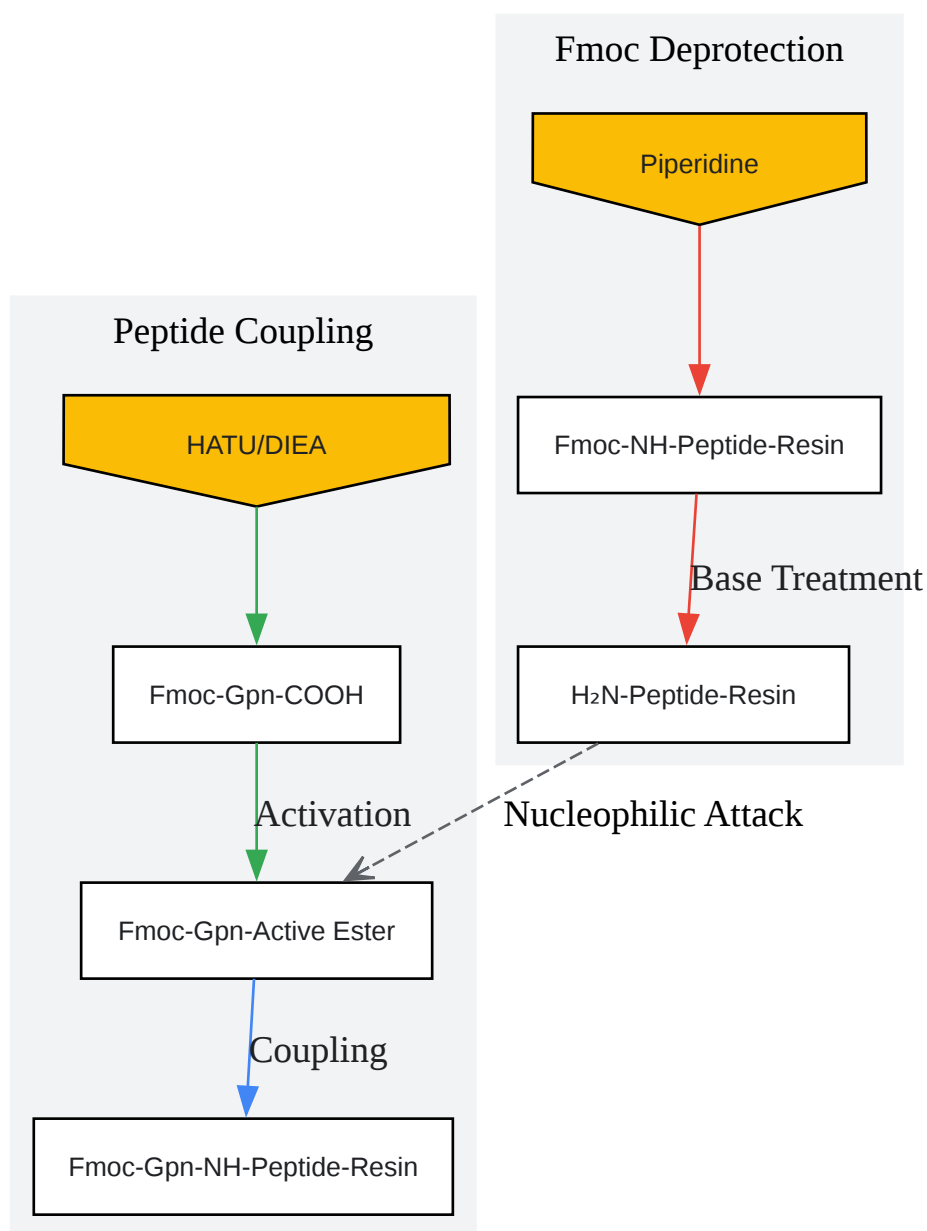 Fmoc Deprotection
Piperidine
Fmoc-NH-Peptide-Resin
Base Treatment
H₂N-Peptide-Resin
Nucleophilic Attack
Peptide Coupling
HATU/DIEA
Fmoc-Gpn-COOH
Activation
Fmoc-Gpn-Active Ester
Coupling
Fmoc-Gpn-NH-Peptide-Resin